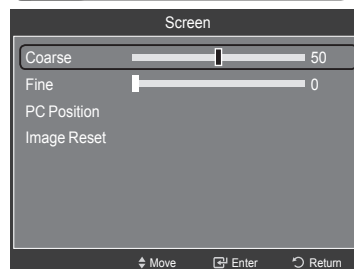 Screen
Coarse 50
Fine 0
PC Position
Image Reset
Move Enter Return